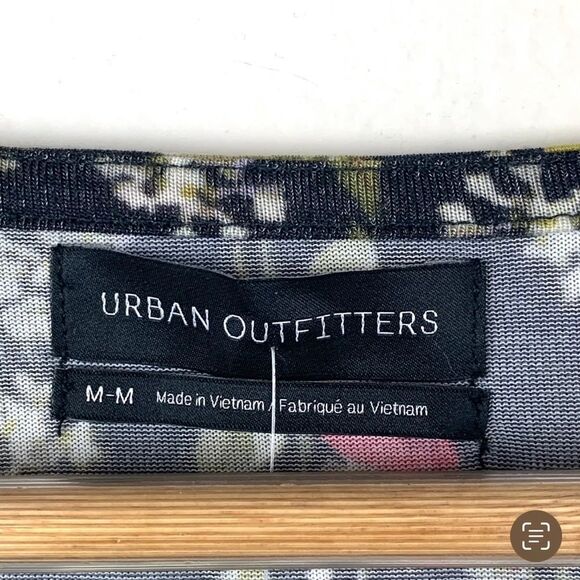 URBAN OUTFITTERS
M-M Made in Vietnam / Fabriqué au Vietnam